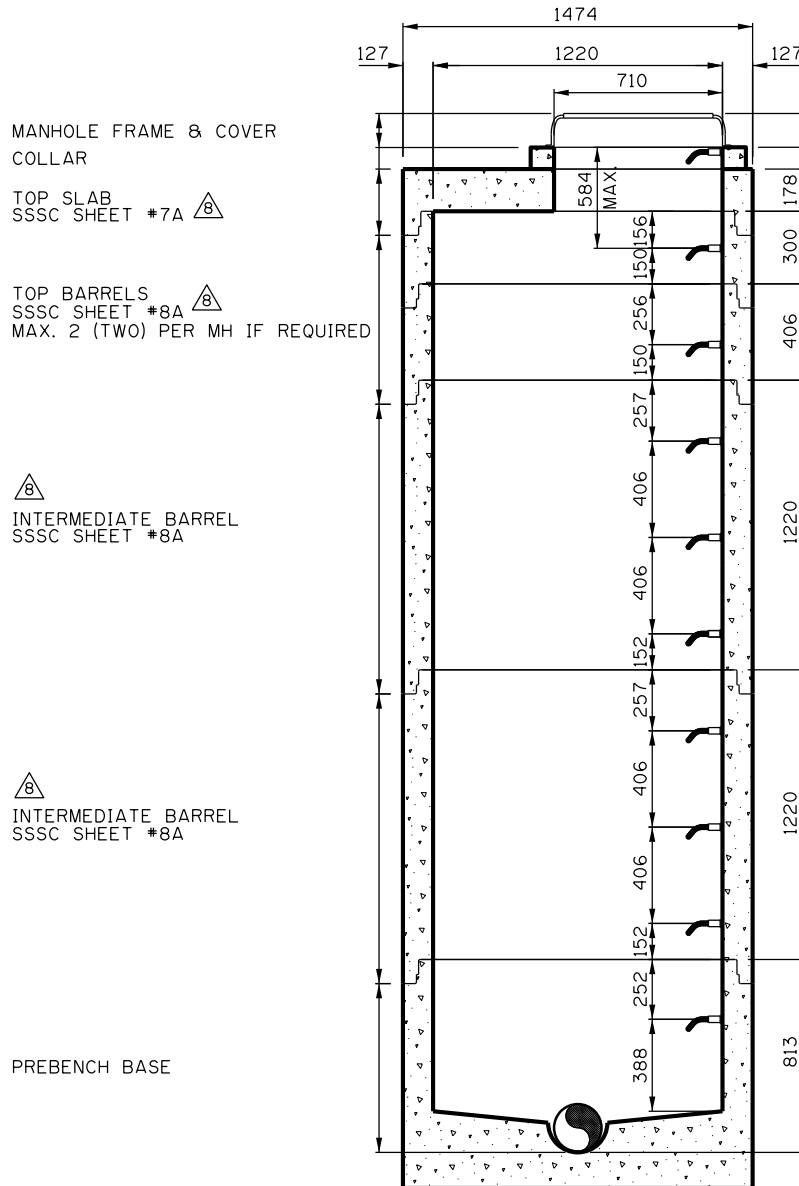 1474
127 1220 127
710
MANHOLE FRAME & COVER
COLLAR
TOP SLAB
SSSC SHEET #7A 8
584 MAX.
178
156
150
300
TOP BARRELS 8
SSSC SHEET #8A
MAX. 2 (TWO) PER MH IF REQUIRED
256
150
406
257
406
406
152
1220
8
INTERMEDIATE BARREL
SSSC SHEET #8A
257
406
406
152
1220
8
INTERMEDIATE BARREL
SSSC SHEET #8A
252
388
813
PREBENCH BASE